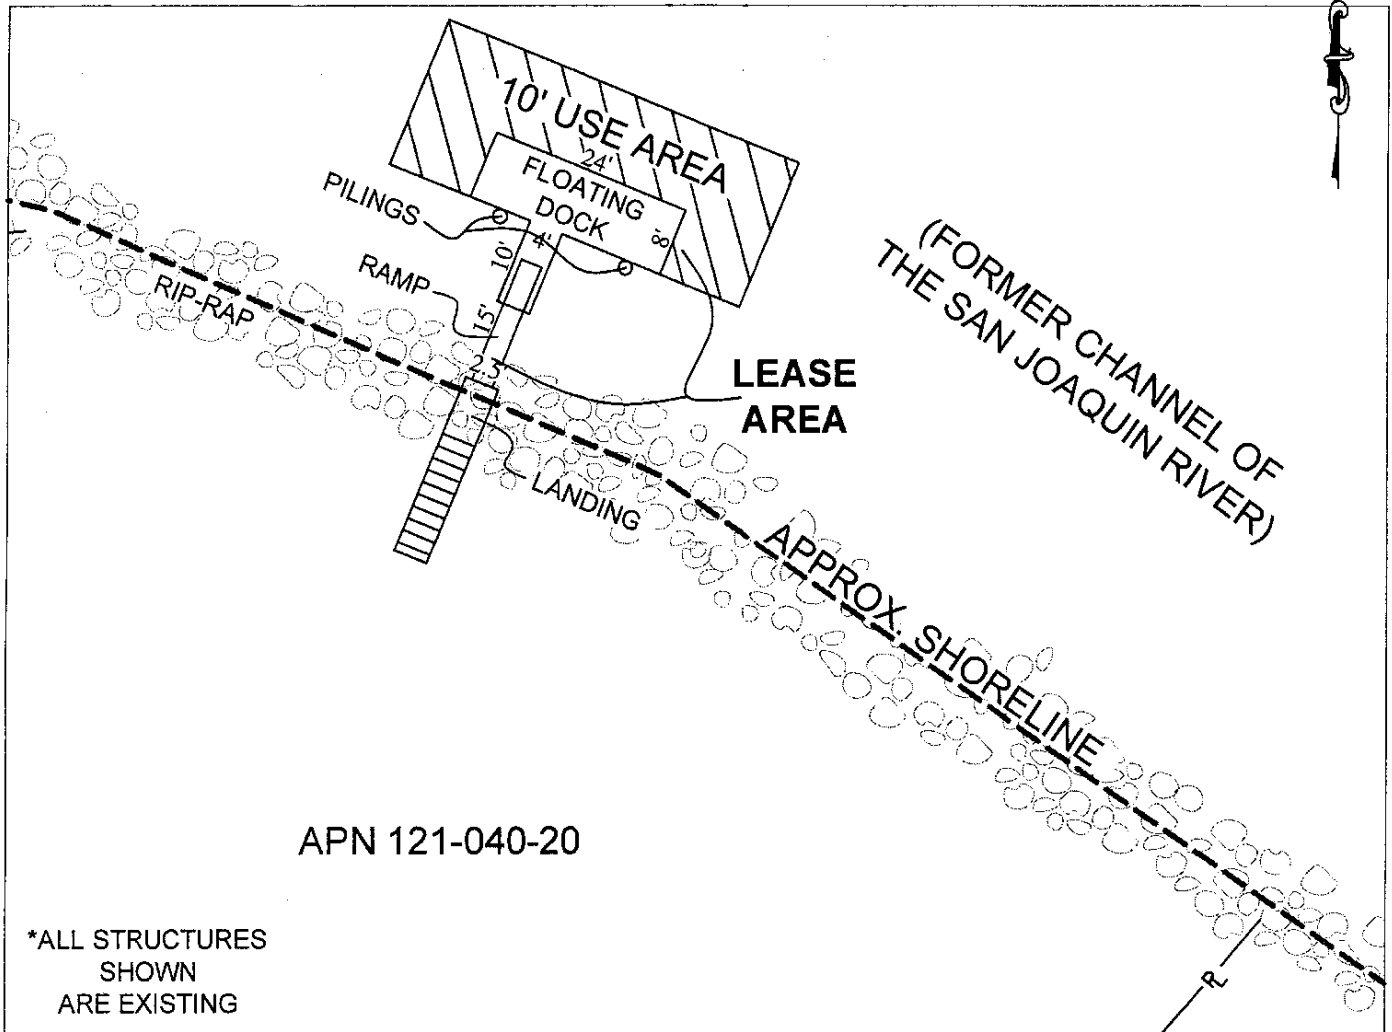 10' USE AREA
24'
FLOATING
DOCK
8'
PILINGS
4'
10'
RAMP
15'
RIP-RAP
2.5'
LEASE
AREA
LANDING
(FORMER CHANNEL OF
THE SAN JOAQUIN RIVER)
APPROX. SHORELINE
APN 121-040-20
*ALL STRUCTURES
SHOWN
ARE EXISTING